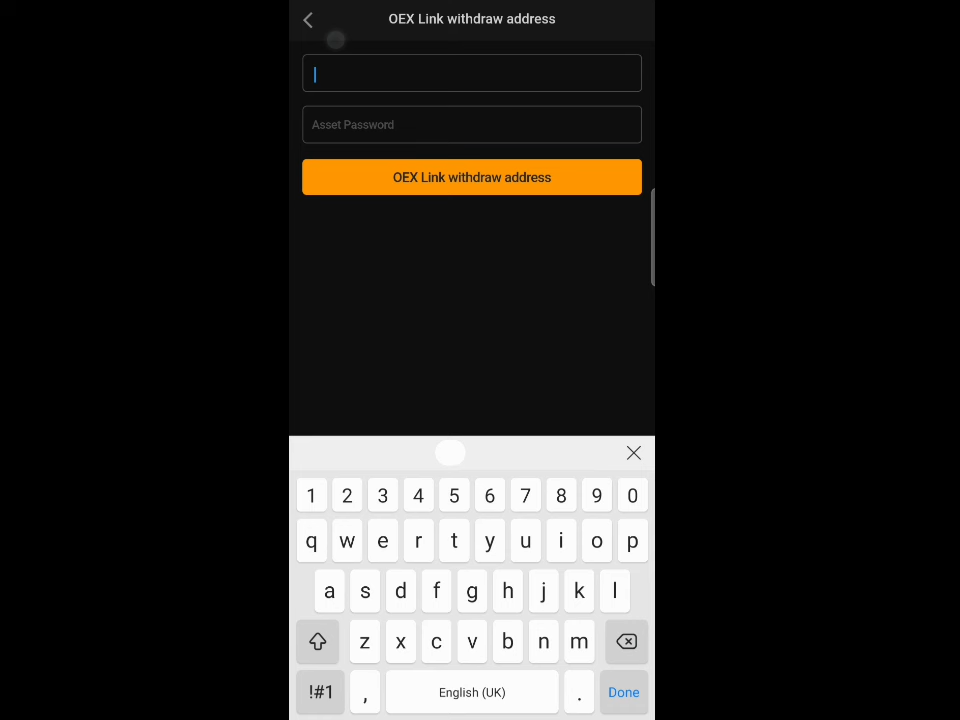 OEX Link withdraw address
Asset Password
OEX Link withdraw address
1 2 3 4 5 6 7 8 9 0
q w e r t y u i o p
a s d f g h j k l
z x c v b n m
!#1 , English (UK) . Done